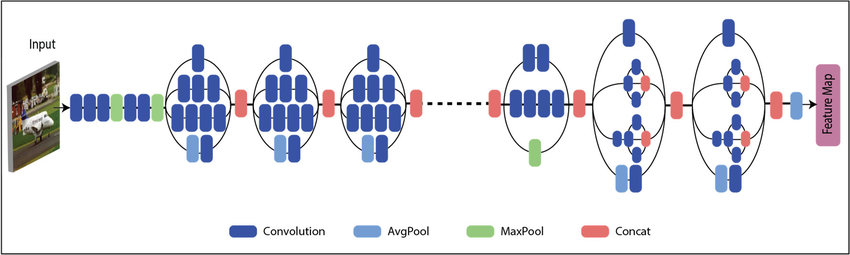 Input
Feature Map
Convolution
AvgPool
MaxPool
Concat